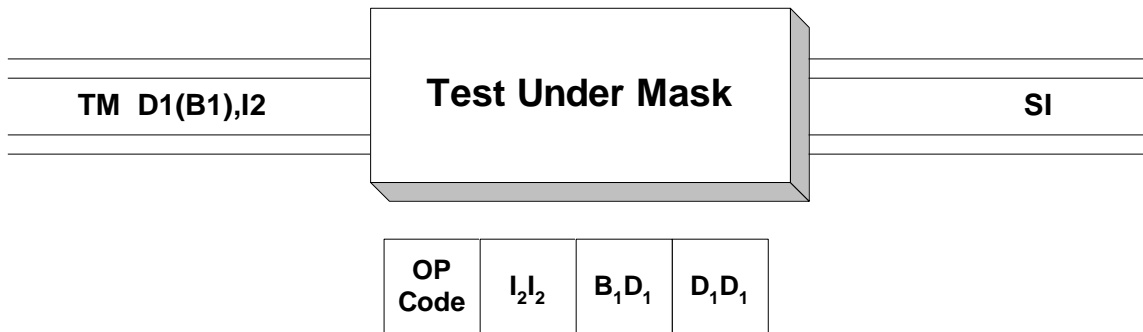 TM D1(B1),I2
Test Under Mask
SI
OP Code
I₂I₂
B₁D₁
D₁D₁